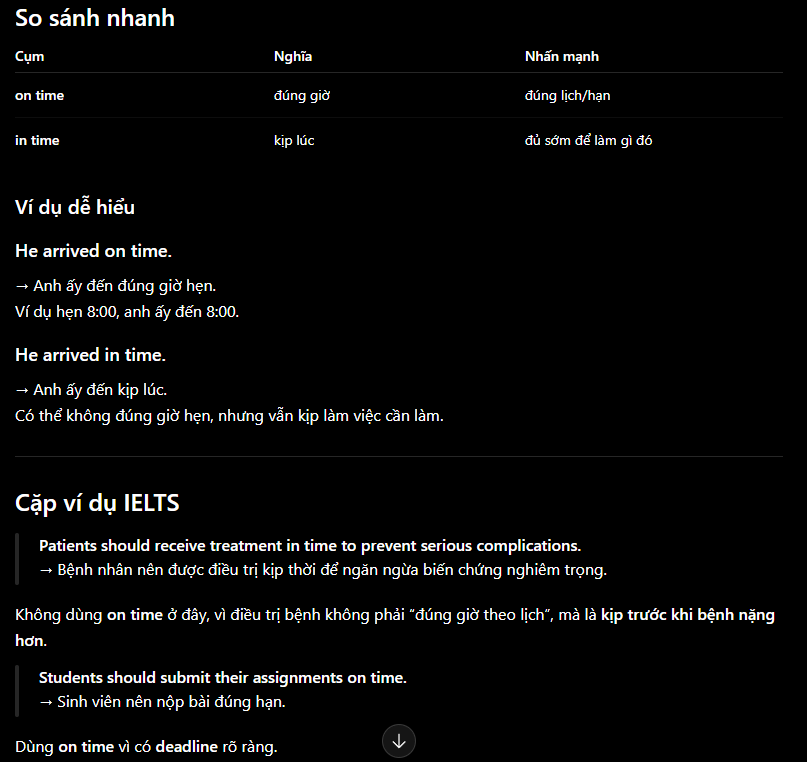 So sánh nhanh
Cụm Nghĩa Nhấn mạnh
on time đúng giờ đúng lịch/hạn
in time kịp lúc đủ sớm để làm gì đó
Ví dụ dễ hiểu
He arrived on time.
→ Anh ấy đến đúng giờ hẹn.
Ví dụ hẹn 8:00, anh ấy đến 8:00.
He arrived in time.
→ Anh ấy đến kịp lúc.
Có thể không đúng giờ hẹn, nhưng vẫn kịp làm việc cần làm.
Cặp ví dụ IELTS
Patients should receive treatment in time to prevent serious complications.
→ Bệnh nhân nên được điều trị kịp thời để ngăn ngừa biến chứng nghiêm trọng.
Không dùng on time ở đây, vì điều trị bệnh không phải “đúng giờ theo lịch”, mà là kịp trước khi bệnh nặng
hơn.
Students should submit their assignments on time.
→ Sinh viên nên nộp bài đúng hạn.
Dùng on time vì có deadline rõ ràng.